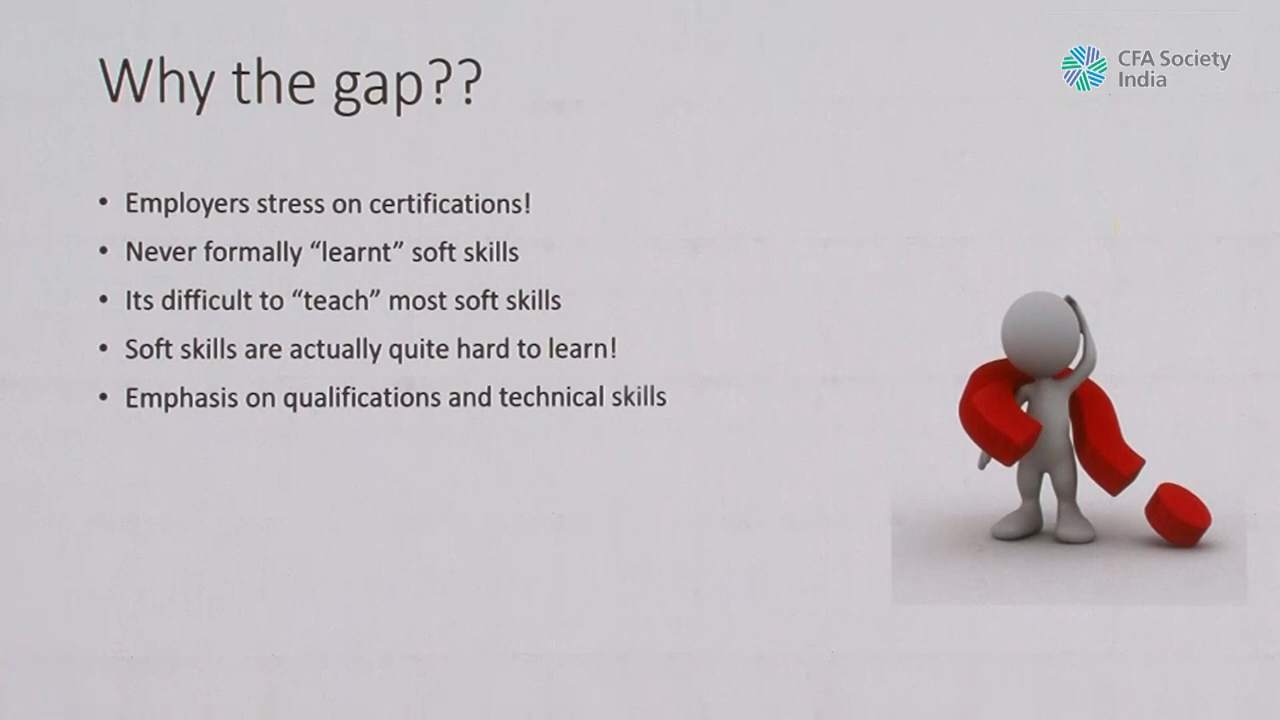 Why the gap??
CFA Society
India
• Employers stress on certifications!
• Never formally “learnt” soft skills
• Its difficult to “teach” most soft skills
• Soft skills are actually quite hard to learn!
• Emphasis on qualifications and technical skills